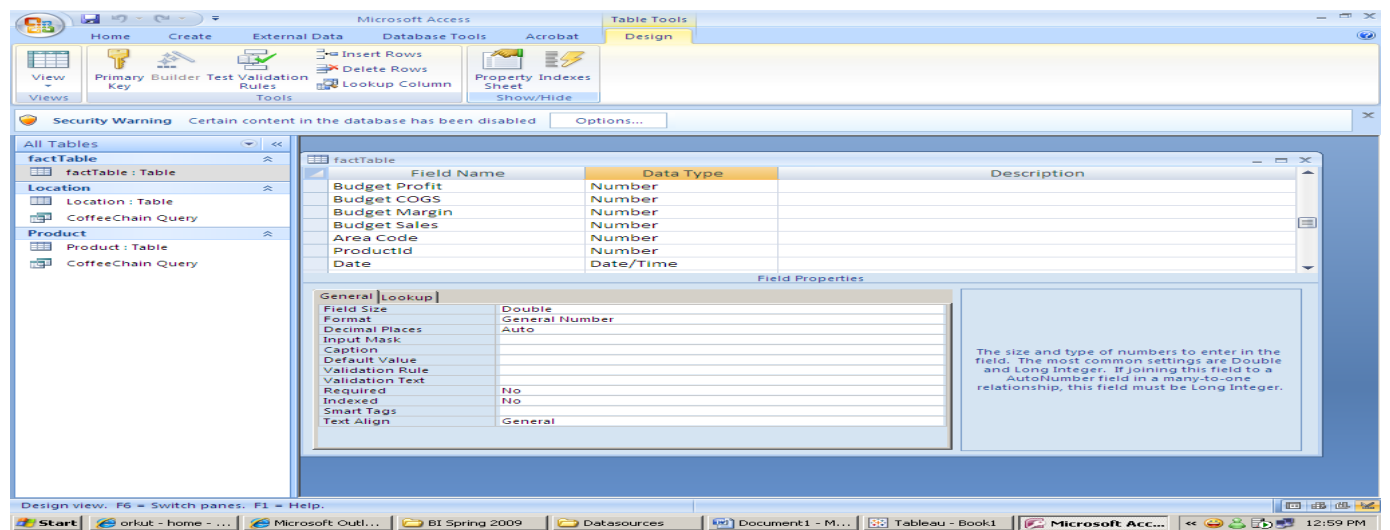 Microsoft Access
Table Tools
Home Create External Data Database Tools Acrobat Design
View
Primary Key
Builder
Test Validation Rules
Insert Rows
Delete Rows
Lookup Column
Property Sheet
Indexes
Views
Tools
Show/Hide
Security Warning Certain content in the database has been disabled Options...
All Tables
factTable
factTable : Table
Location
Location : Table
CoffeeChain Query
Product
Product : Table
CoffeeChain Query
factTable
Field Name Data Type Description
Budget Profit Number
Budget COGS Number
Budget Margin Number
Budget Sales Number
Area Code Number
ProductId Number
Date Date/Time
Field Properties
General Lookup
Field Size Double
Format General Number
Decimal Places Auto
Input Mask
Caption
Default Value
Validation Rule
Validation Text
Required No
Indexed No
Smart Tags
Text Align General
The size and type of numbers to enter in the
field. The most common settings are Double
and Long Integer. If joining this field to a
AutoNumber field in a many-to-one
relationship, this field must be Long Integer.
Design view. F6 = Switch panes. F1 = Help.
Start orkut - home - ... Microsoft Outl... BI Spring 2009 Datasources Document1 - M... Tableau - Book1 Microsoft Acc... 12:59 PM